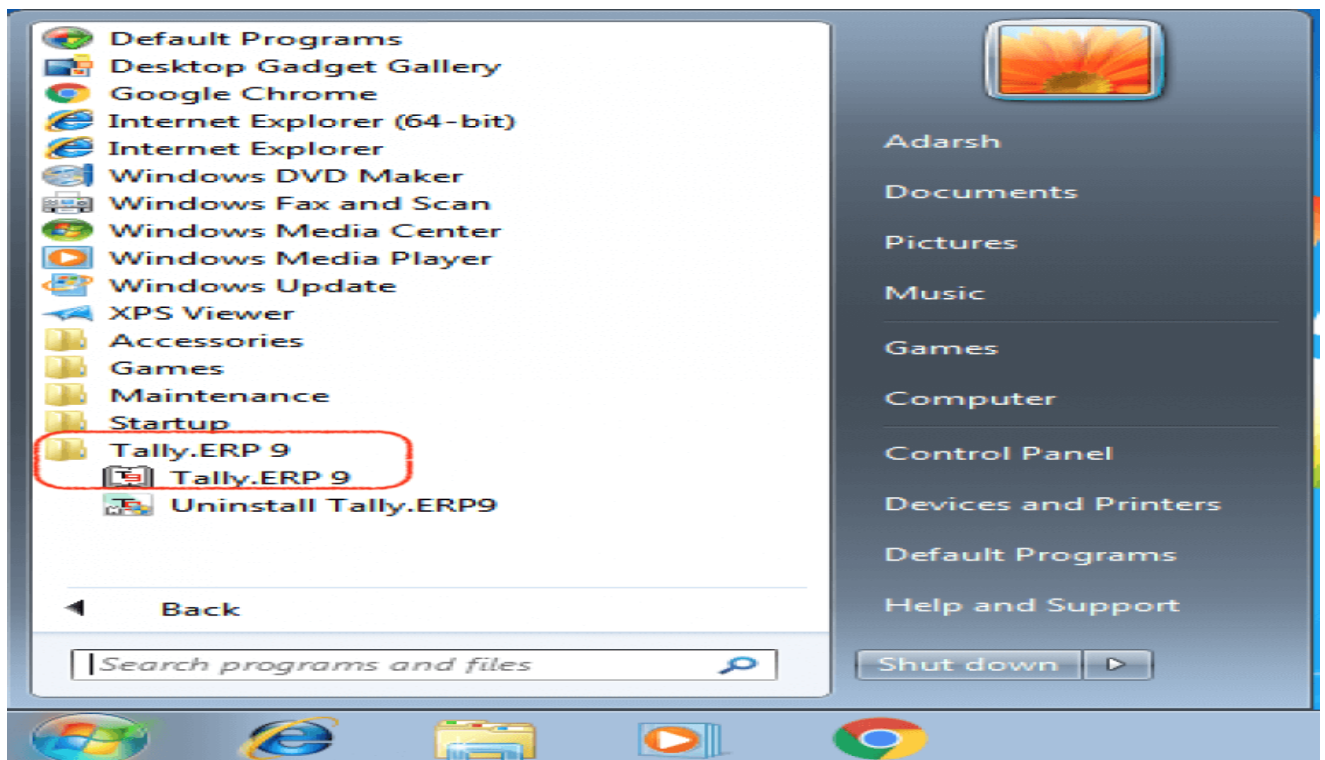 Default Programs
Desktop Gadget Gallery
Google Chrome
Internet Explorer (64-bit)
Internet Explorer
Windows DVD Maker
Windows Fax and Scan
Windows Media Center
Windows Media Player
Windows Update
XPS Viewer
Accessories
Games
Maintenance
Startup
Tally.ERP 9
Tally.ERP 9
Uninstall Tally.ERP9
Back
Search programs and files
Adarsh
Documents
Pictures
Music
Games
Computer
Control Panel
Devices and Printers
Default Programs
Help and Support
Shut down